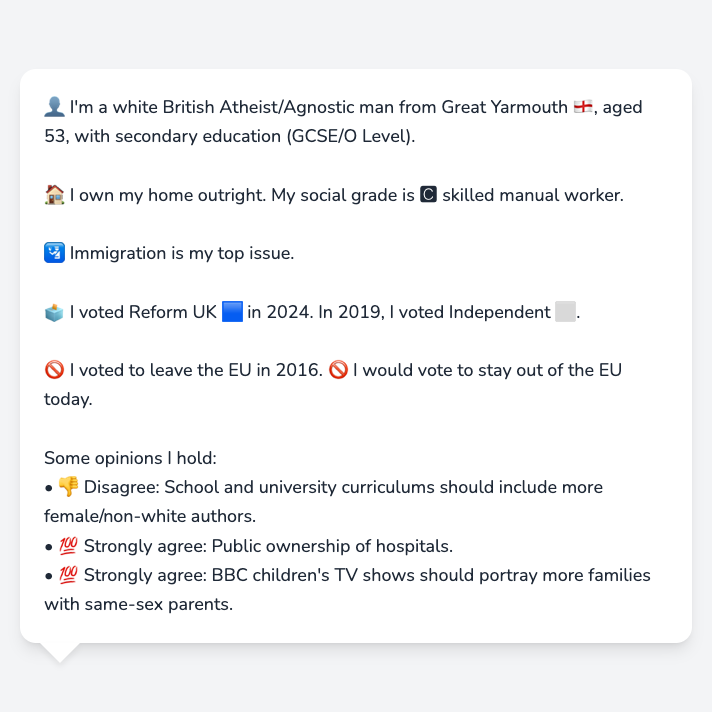 👤 I'm a white British Atheist/Agnostic man from Great Yarmouth 🏴󠁧󠁢󠁥󠁮󠁧󠁿, aged
53, with secondary education (GCSE/O Level).
🏠 I own my home outright. My social grade is 🅲 skilled manual worker.
🛂 Immigration is my top issue.
🗳️ I voted Reform UK 🟦 in 2024. In 2019, I voted Independent ⬜.
🚫 I voted to leave the EU in 2016. 🚫 I would vote to stay out of the EU
today.
Some opinions I hold:
• 👎 Disagree: School and university curriculums should include more
female/non-white authors.
• 💯 Strongly agree: Public ownership of hospitals.
• 💯 Strongly agree: BBC children's TV shows should portray more families
with same-sex parents.